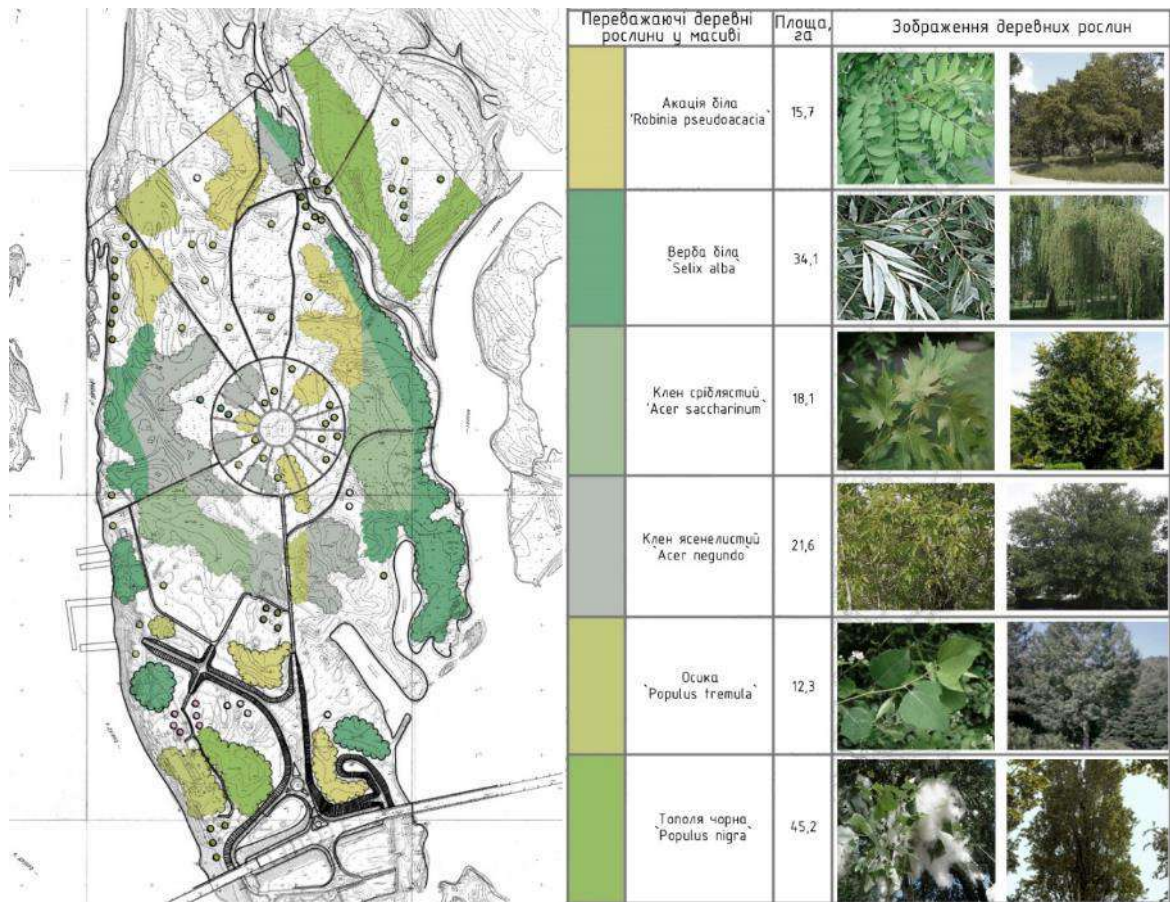 Переважаючі деревні
рослини у масиві
Площа,
га
Зображення деревних рослин
Акація біла
'Robinia pseudoacacia'
15,7
Верба біла
`Selix alba`
34,1
Клен сріблястий
'Acer saccharinum'
18,1
Клен ясенелистий
`Acer negundo`
21,6
Осика
`Populus tremula`
12,3
Тополя чорна
`Populus nigra`
45,2